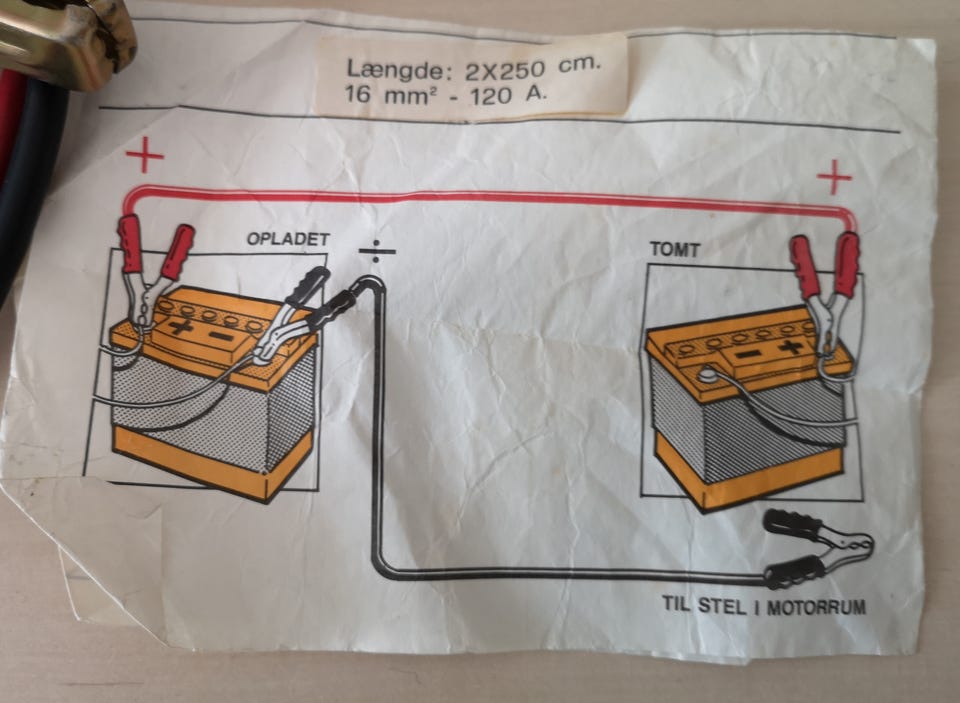 Længde: 2X250 cm.
16 mm² - 120 A.
+ +
OPLADET ÷ TOMT
+ -
- +
TIL STEL I MOTORRUM